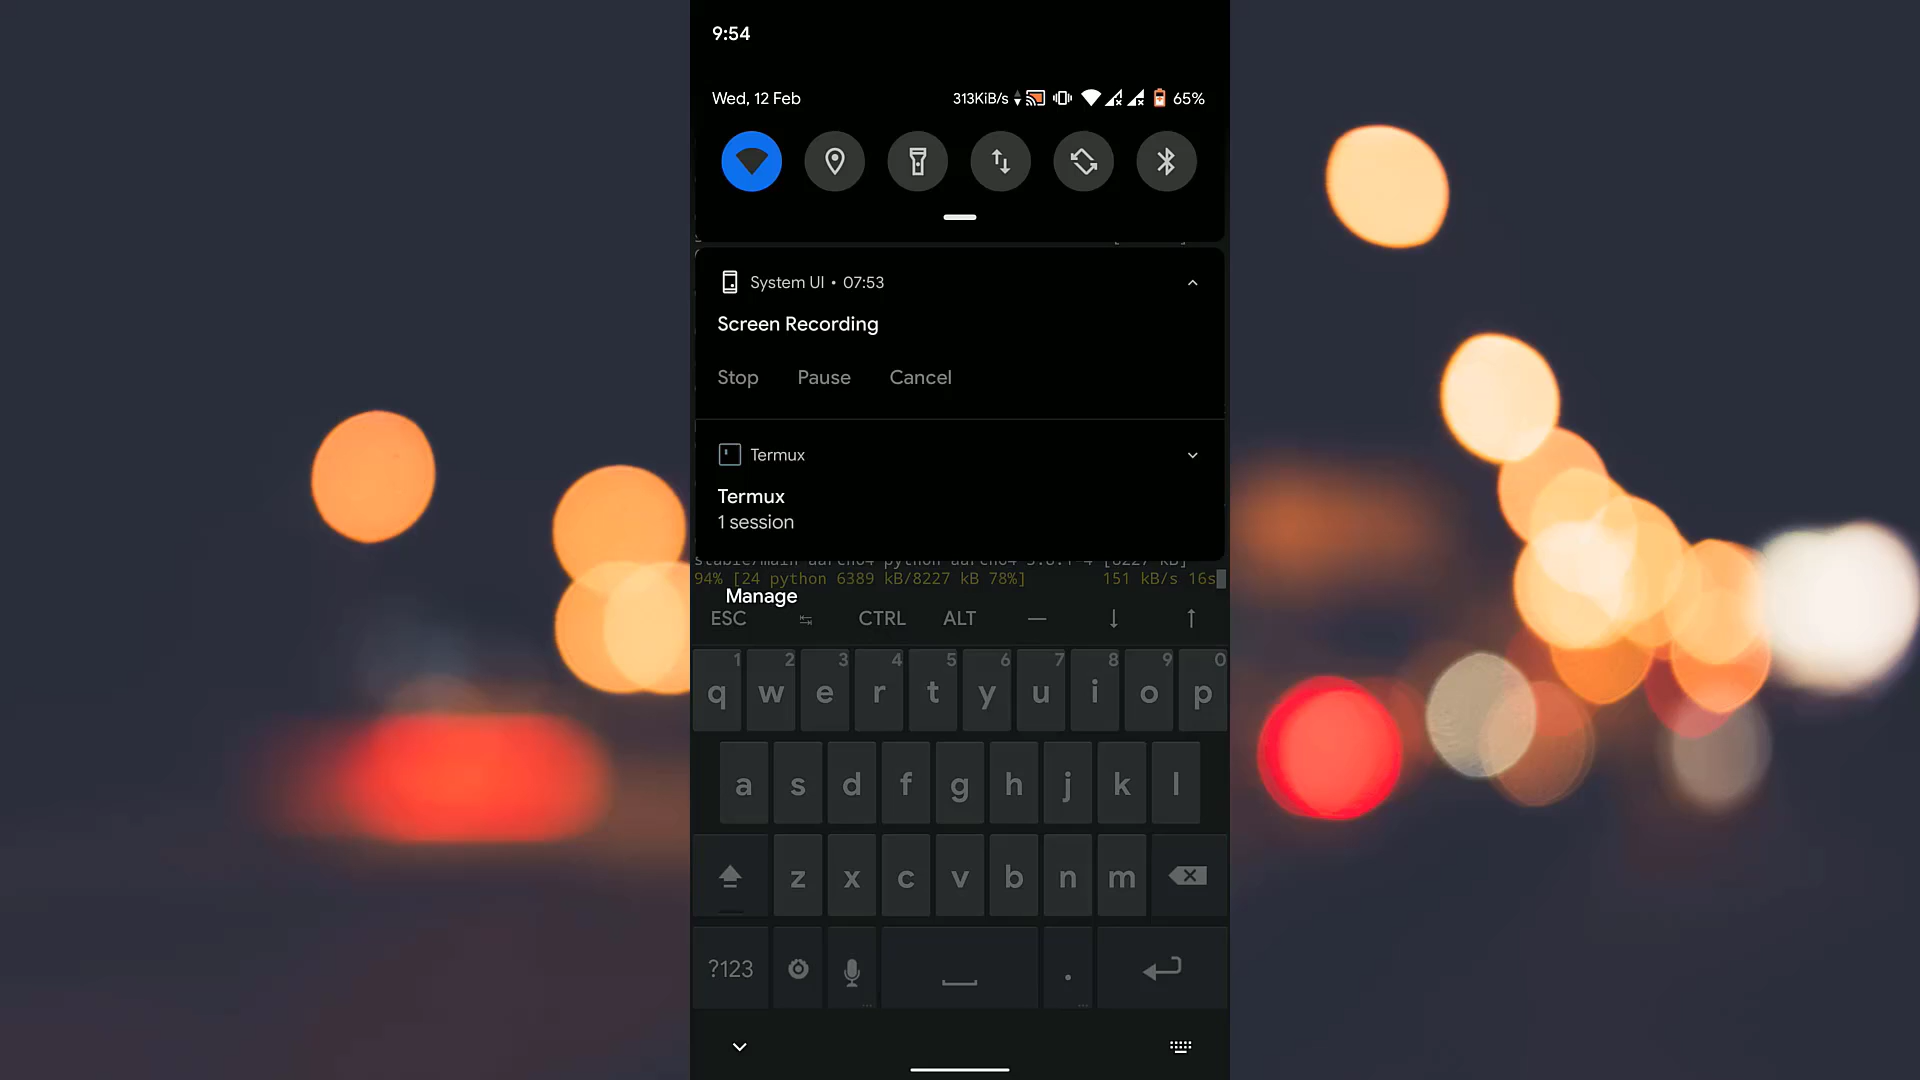 9:54
Wed, 12 Feb 313KiB/s 65%
System UI • 07:53
Screen Recording
Stop Pause Cancel
Termux
Termux
1 session
94% [24 python 6389 kB/8227 kB 78%] 151 kB/s 16s
Manage
ESC CTRL ALT — ↓ ↑
1 2 3 4 5 6 7 8 9 0
q w e r t y u i o p
a s d f g h j k l
z x c v b n m
?123 .